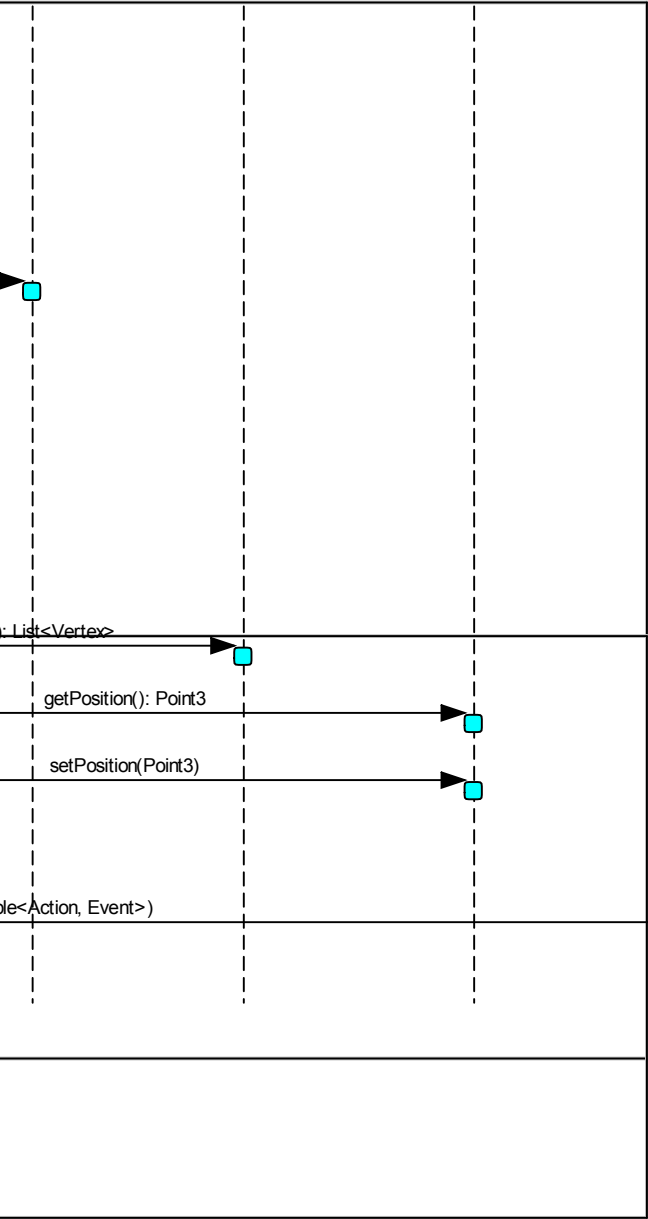 ): List<Vertex>
getPosition(): Point3
setPosition(Point3)
ble<Action, Event>)